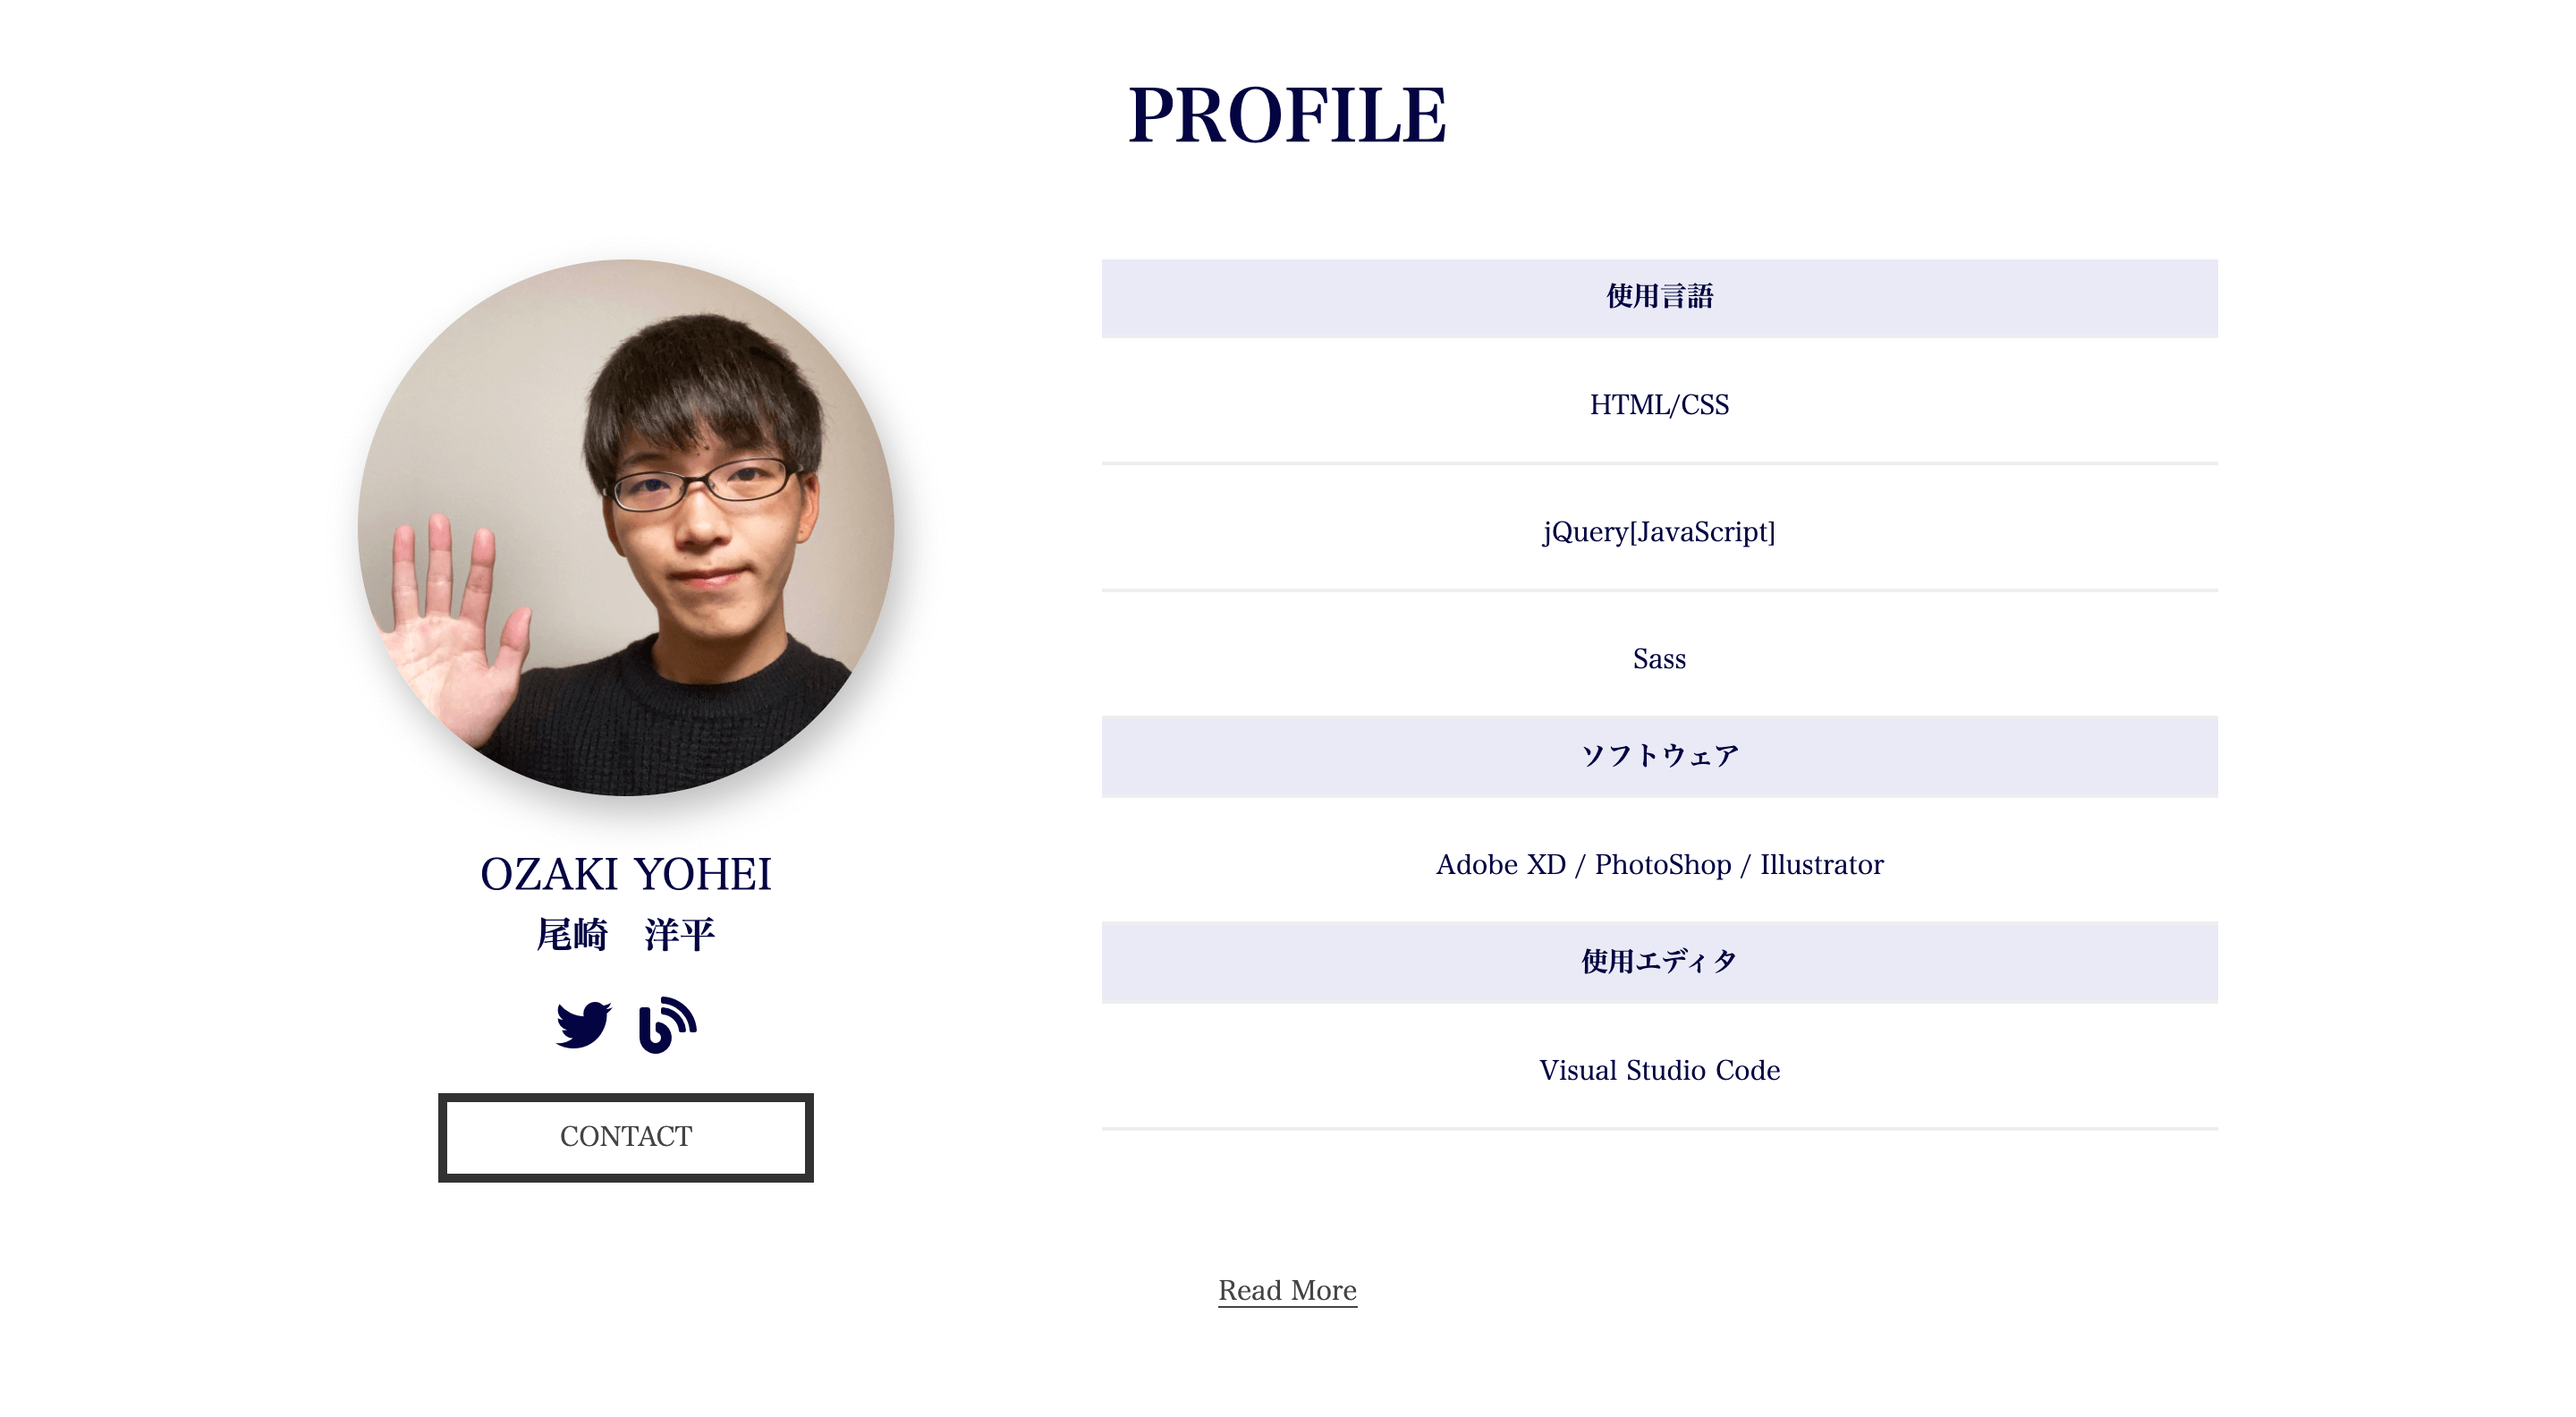 PROFILE
OZAKI YOHEI
尾崎　洋平
CONTACT
使用言語
HTML/CSS
jQuery[JavaScript]
Sass
ソフトウェア
Adobe XD / PhotoShop / Illustrator
使用エディタ
Visual Studio Code
Read More